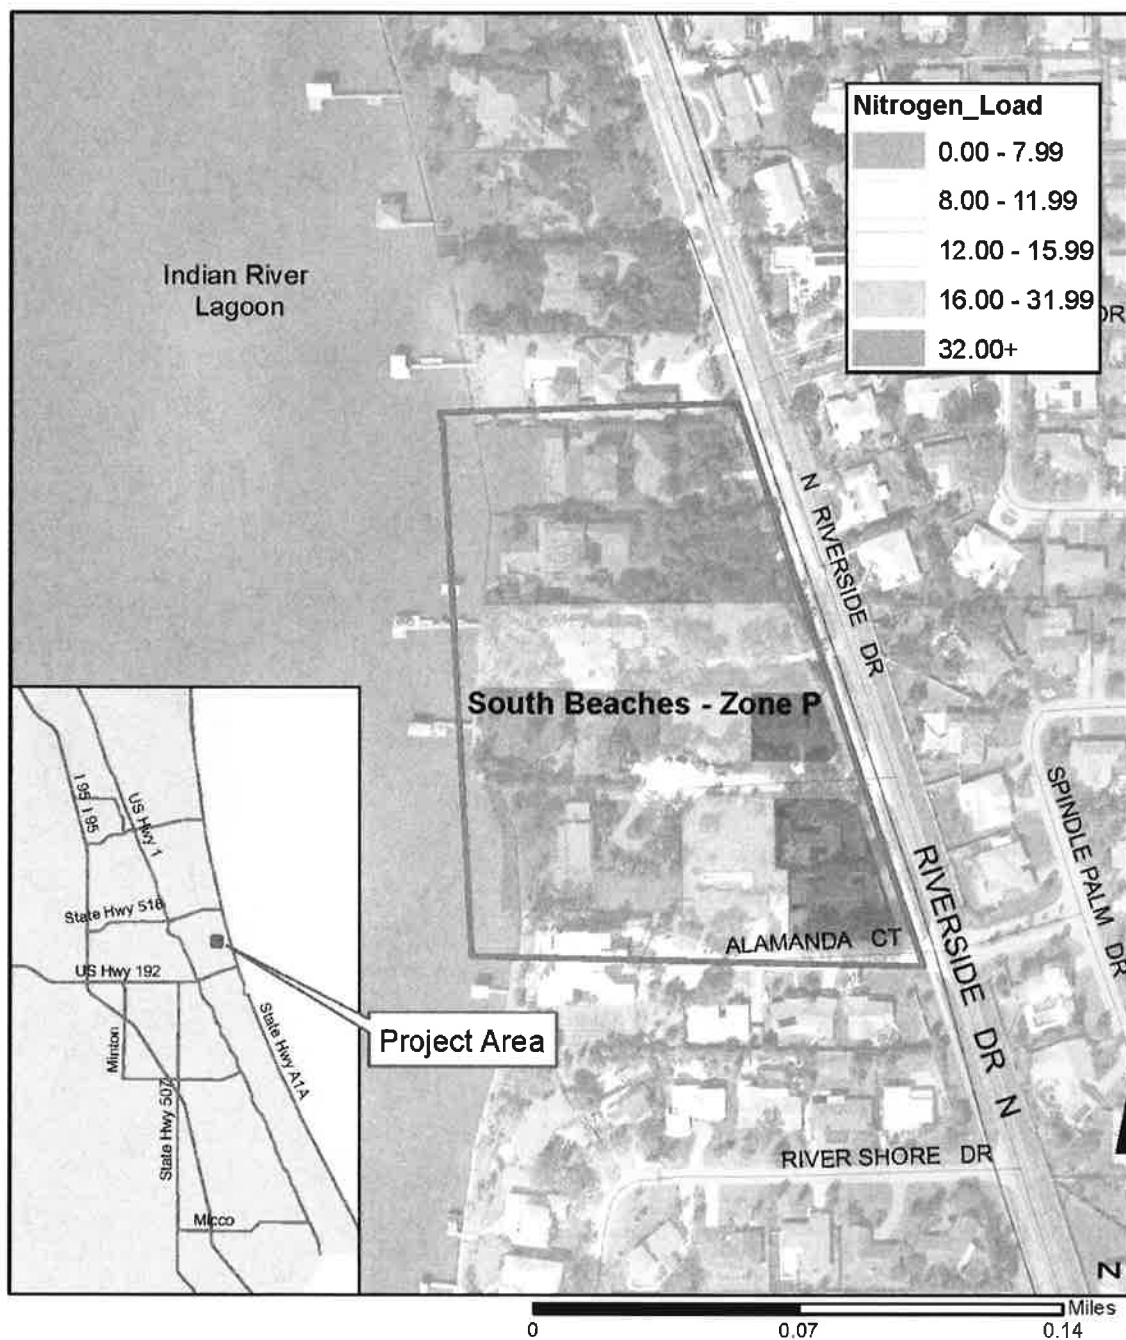 Nitrogen_Load
0.00 - 7.99
8.00 - 11.99
12.00 - 15.99
16.00 - 31.99
32.00+
DR
Indian River
Lagoon
N RIVERSIDE DR
South Beaches - Zone P
SPINDLE PALM DR
RIVERSIDE DR N
ALAMANDA CT
RIVER SHORE DR
I 95
I 95
US Hwy 1
State Hwy 518
US Hwy 192
Minton
State Hwy 507
State Hwy A1A
Micco
Project Area
N
Miles
0 0.07 0.14